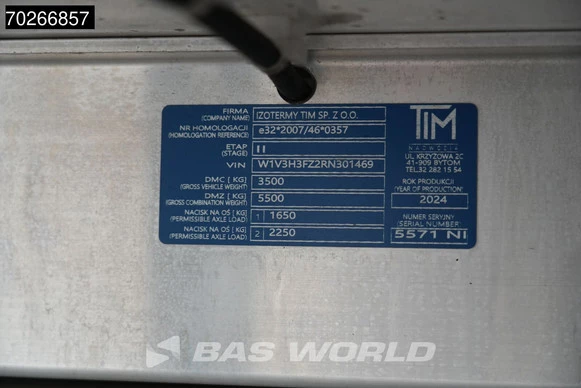 70266857
FIRMA
(COMPANY NAME)
IZOTERMY TIM SP. Z O.O.
NR HOMOLOGACJI
(HOMOLOGATION REFERENCE)
e32*2007/46*0357
ETAP
(STAGE)
II
VIN
W1V3H3FZ2RN301469
DMC [ KG]
(GROSS VEHICLE WEIGHT)
3500
DMZ [ KG]
(GROSS COMBINATION WEIGHT)
5500
NACISK NA OŚ [ KG]
(PERMISSIBLE AXLE LOAD)
1 1650
NACISK NA OŚ [ KG]
(PERMISSIBLE AXLE LOAD)
2 2250
TIM
NADWOZIA
UL. KRZYŻOWA 2C
41-909 BYTOM
TEL.32 282 15 54
ROK PRODUKCJI
(YEAR OF PRODUCTION)
2024
NUMER SERYJNY
(SERIAL NUMBER)
5571 NI
BAS WORLD